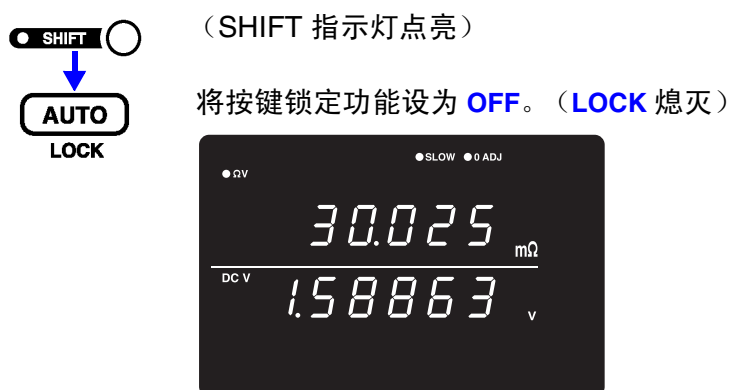 SHIFT
（SHIFT 指示灯点亮）
AUTO
LOCK
将按键锁定功能设为 OFF。（LOCK 熄灭）
SLOW 0 ADJ
ΩV
30.025 mΩ
DC V
1.58863 V